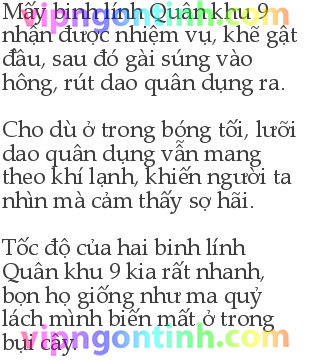 Mấy binh lính Quân khu 9
vipngontinh.com
nhận được nhiệm vụ, khẽ gật
đầu, sau đó gài súng vào
hông, rút dao quân dụng ra.
Cho dù ở trong bóng tối, lưỡi
dao quân dụng vẫn mang
theo khí lạnh, khiến người ta
nhìn mà cảm thấy sợ hãi.
Tốc độ của hai binh lính
Quân khu 9 kia rất nhanh,
bọn họ giống như ma quỷ
lách mình biến mất ở trong
bụi cây.
vipngontinh.com